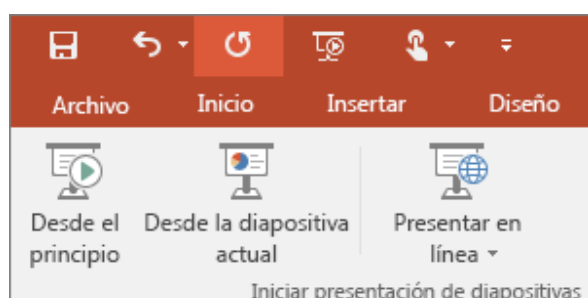 Archivo Inicio Insertar Diseño
Desde el principio
Desde la diapositiva actual
Presentar en línea
Iniciar presentación de diapositivas